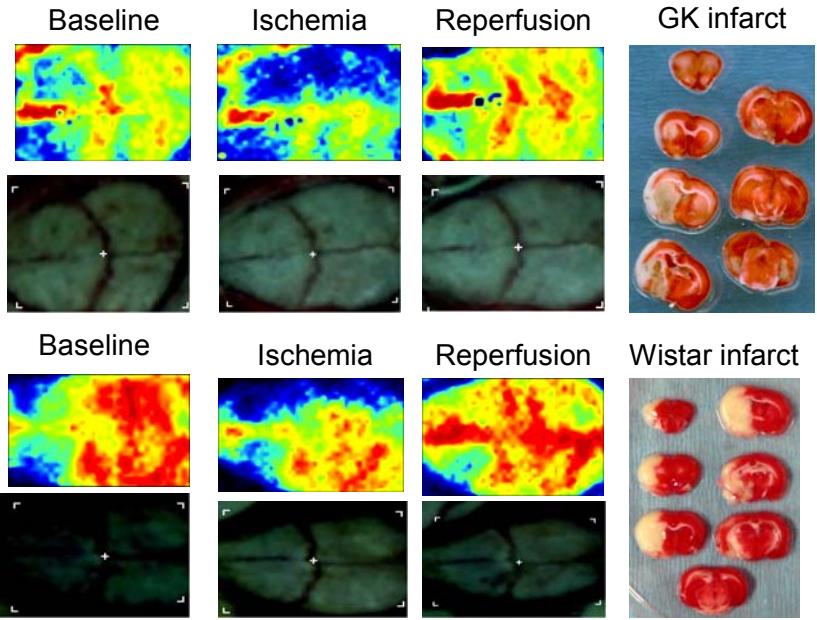 Baseline
Ischemia
Reperfusion
GK infarct
Baseline
Ischemia
Reperfusion
Wistar infarct